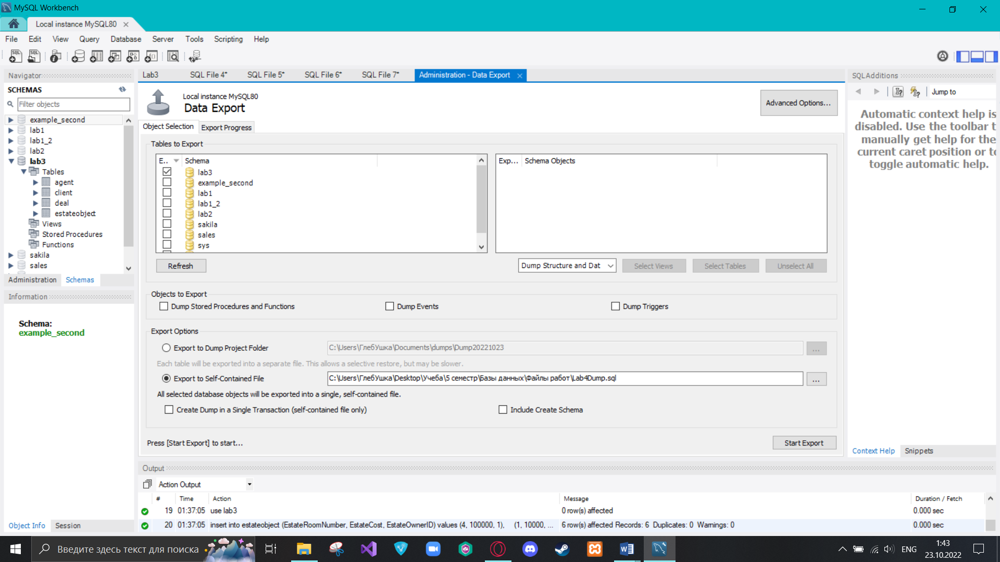 MySQL Workbench
Local instance MySQL80
File Edit View Query Database Server Tools Scripting Help
Navigator
SCHEMAS
Filter objects
example_second
lab1
lab1_2
lab2
lab3
Tables
agent
client
deal
estateobject
Views
Stored Procedures
Functions
sakila
sales
Administration Schemas
Information
Schema:
example_second
Object Info Session
Lab3 SQL File 4* SQL File 5* SQL File 6* SQL File 7* Administration - Data Export
Local instance MySQL80
Data Export
Advanced Options...
Object Selection Export Progress
Tables to Export
E.. Schema
lab3
example_second
lab1
lab1_2
lab2
sakila
sales
sys
Exp... Schema Objects
Refresh
Dump Structure and Dat Select Views Select Tables Unselect All
Objects to Export
Dump Stored Procedures and Functions Dump Events Dump Triggers
Export Options
Export to Dump Project Folder C:\Users\ГлебУшка\Documents\dumps\Dump20221023 ...
Each table will be exported into a separate file. This allows a selective restore, but may be slower.
Export to Self-Contained File C:\Users\ГлебУшка\Desktop\Учеба\5 семестр\Базы данных\Файлы работ\Lab4Dump.sql ...
All selected database objects will be exported into a single, self-contained file.
Create Dump in a Single Transaction (self-contained file only) Include Create Schema
Press [Start Export] to start...
Start Export
SQLAdditions
Jump to
Automatic context help is
disabled. Use the toolbar t
manually get help for the
current caret position or to
toggle automatic help.
Context Help Snippets
Output
Action Output
# Time Action Message Duration / Fetch
19 01:37:05 use lab3 0 row(s) affected 0.000 sec
20 01:37:05 insert into estateobject (EstateRoomNumber, EstateCost, EstateOwnerID) values (4, 100000, 1), (1, 10000, ... 6 row(s) affected Records: 6 Duplicates: 0 Warnings: 0 0.000 sec
Введите здесь текст для поиска
ENG
1:43
23.10.2022